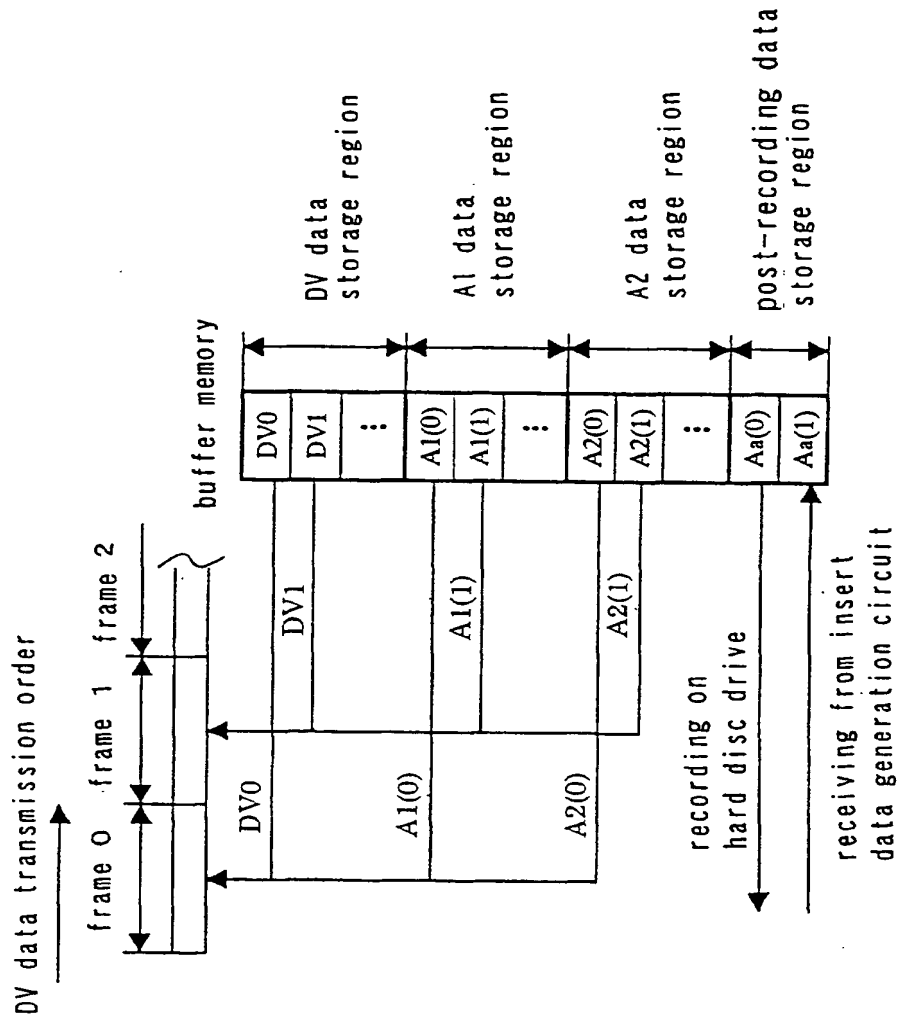 DV data transmission order
frame 0
frame 1
frame 2
buffer memory
DV0
DV1
A1(0)
A1(1)
A2(0)
A2(1)
DV0
DV1
⋮
A1(0)
A1(1)
⋮
A2(0)
A2(1)
⋮
Aa(0)
Aa(1)
DV data
storage region
A1 data
storage region
A2 data
storage region
post-recording data
storage region
recording on
hard disc drive
receiving from insert
data generation circuit